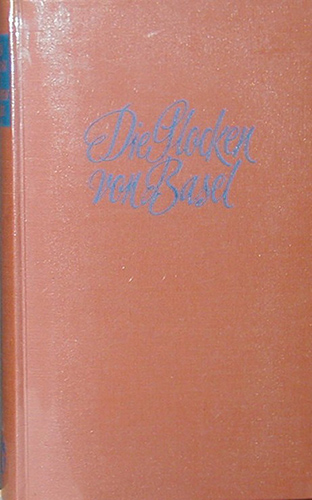 Die Glocken
von Basel